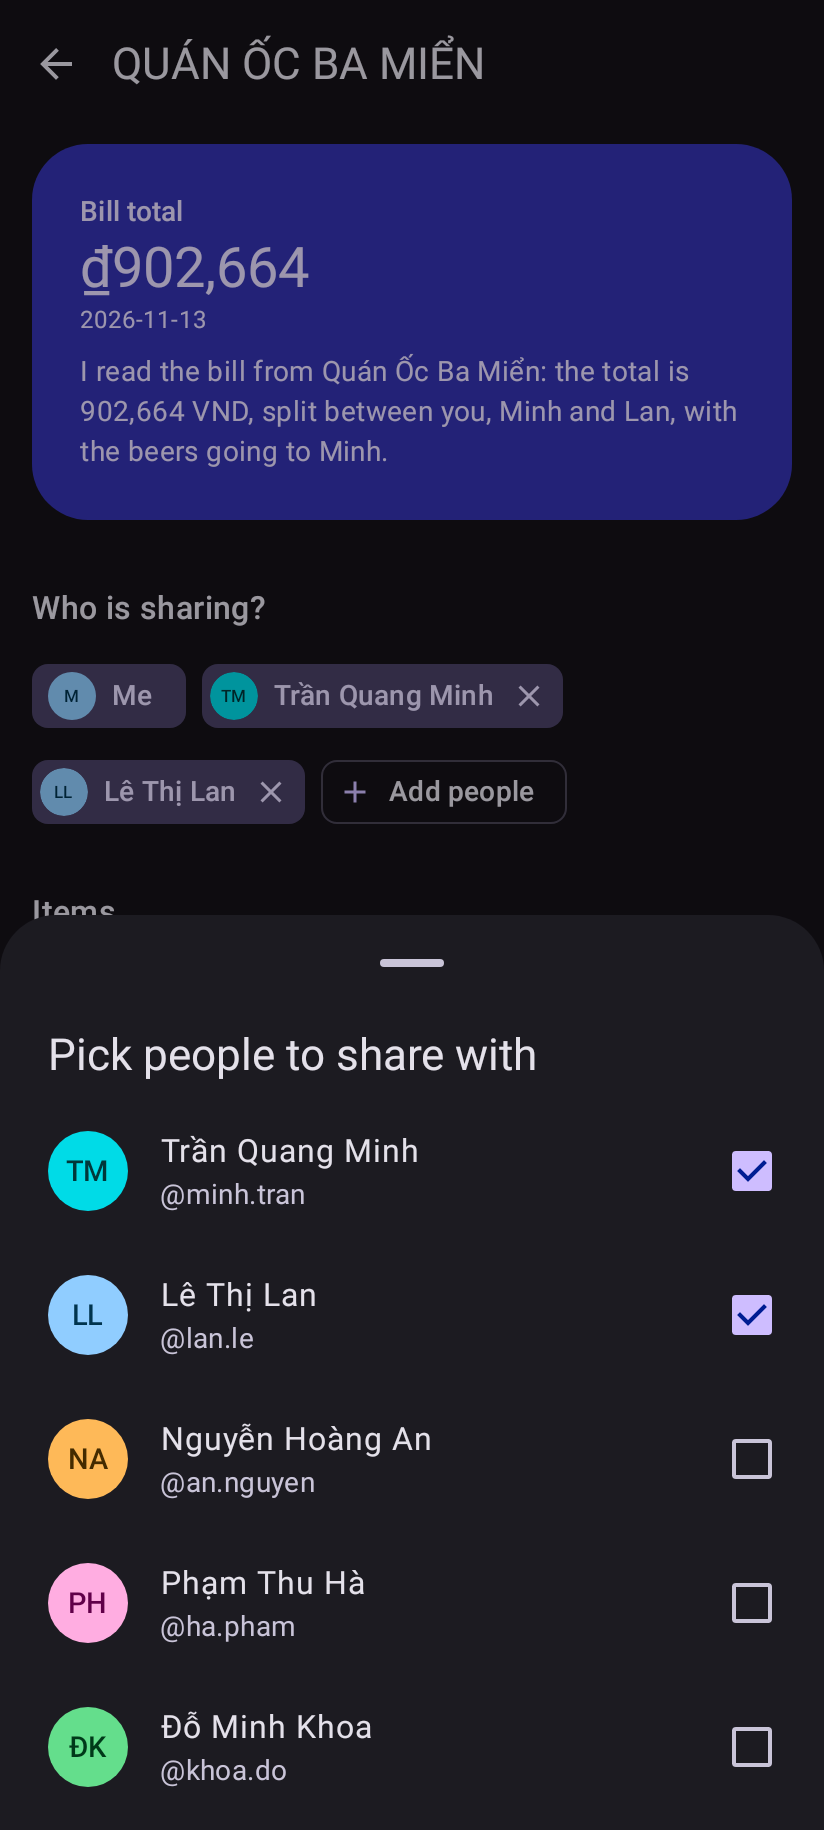 QUÁN ỐC BA MIỂN
Bill total
₫902,664
2026-11-13
I read the bill from Quán Ốc Ba Miển: the total is
902,664 VND, split between you, Minh and Lan, with
the beers going to Minh.
Who is sharing?
M Me TM Trần Quang Minh
LL Lê Thị Lan Add people
Items
Pick people to share with
TM Trần Quang Minh
@minh.tran
LL Lê Thị Lan
@lan.le
NA Nguyễn Hoàng An
@an.nguyen
PH Phạm Thu Hà
@ha.pham
ĐK Đỗ Minh Khoa
@khoa.do